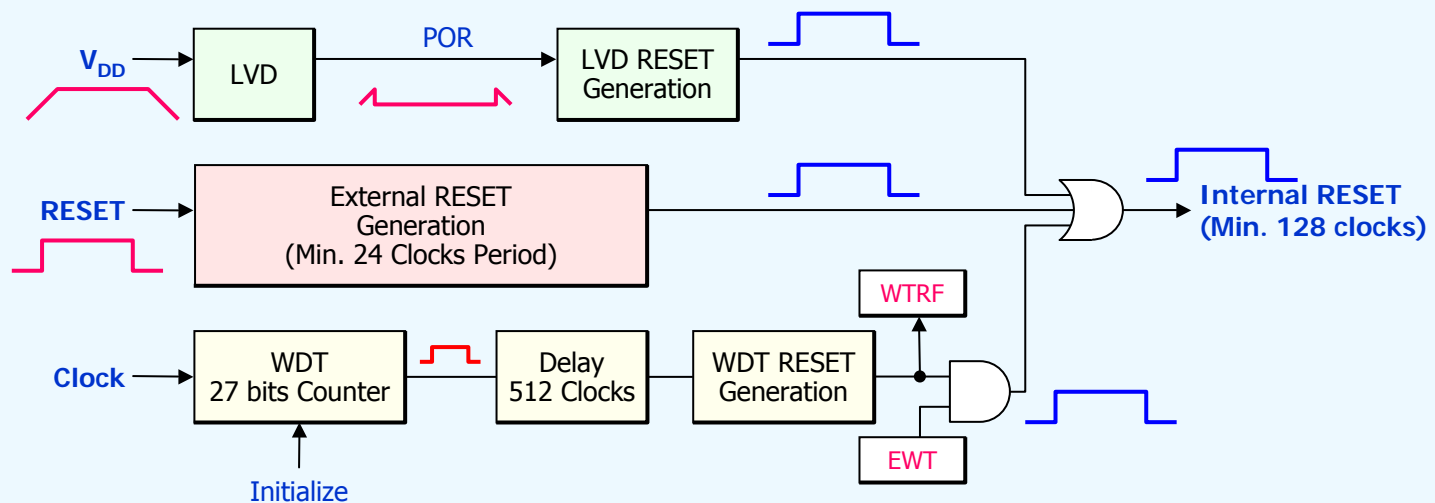 POR
V_DD
LVD
LVD RESET
Generation
RESET
External RESET
Generation
(Min. 24 Clocks Period)
Internal RESET
(Min. 128 clocks)
WTRF
Clock
WDT
27 bits Counter
Delay
512 Clocks
WDT RESET
Generation
EWT
Initialize